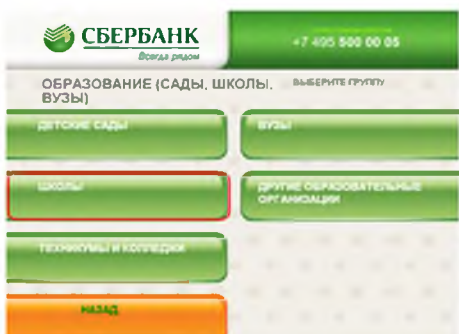 СБЕРБАНК
Всегда рядом
+7 495 500 00 05
ОБРАЗОВАНИЕ (САДЫ, ШКОЛЫ,
ВУЗЫ)
ВЫБЕРИТЕ ГРУППУ
ДЕТСКИЕ САДЫ
ВУЗЫ
ШКОЛЫ
ДРУГИЕ ОБРАЗОВАТЕЛЬНЫЕ
ОРГАНИЗАЦИИ
ТЕХНИКУМЫ И КОЛЛЕДЖИ
НАЗАД